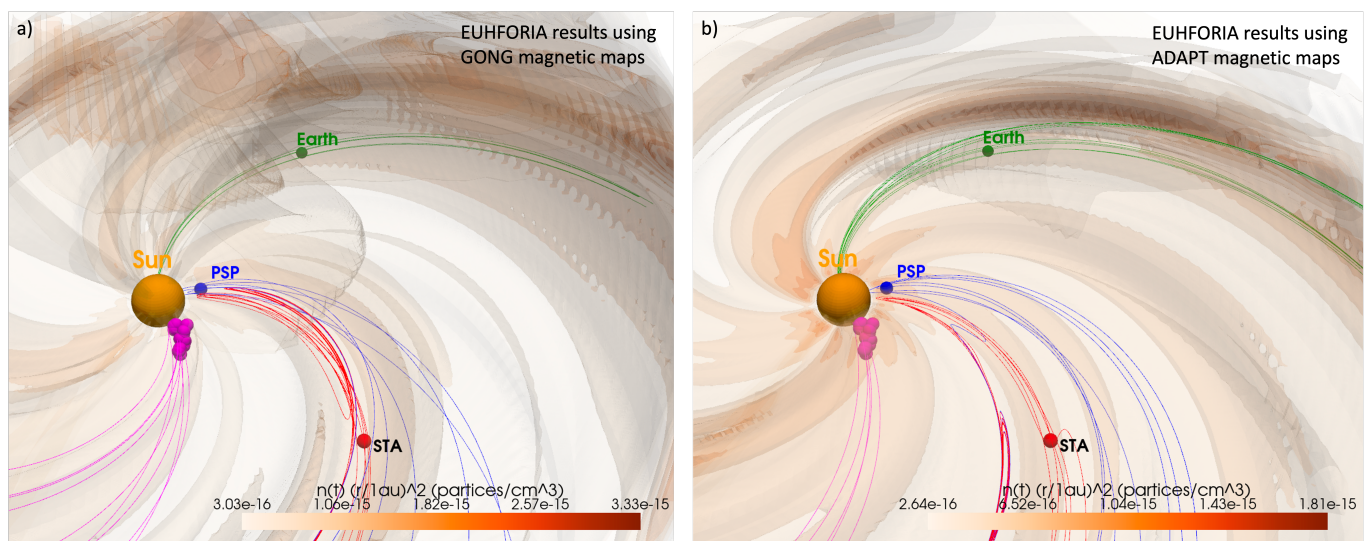 a)
EUHFORIA results using
GONG magnetic maps
Earth
Sun
PSP
STA
n(t) (r/1au)^2 (partices/cm^3)
3.03e-16 1.06e-15 1.82e-15 2.57e-15 3.33e-15
b)
EUHFORIA results using
ADAPT magnetic maps
Earth
Sun
PSP
STA
n(t) (r/1au)^2 (partices/cm^3)
2.64e-16 6.52e-16 1.04e-15 1.43e-15 1.81e-15